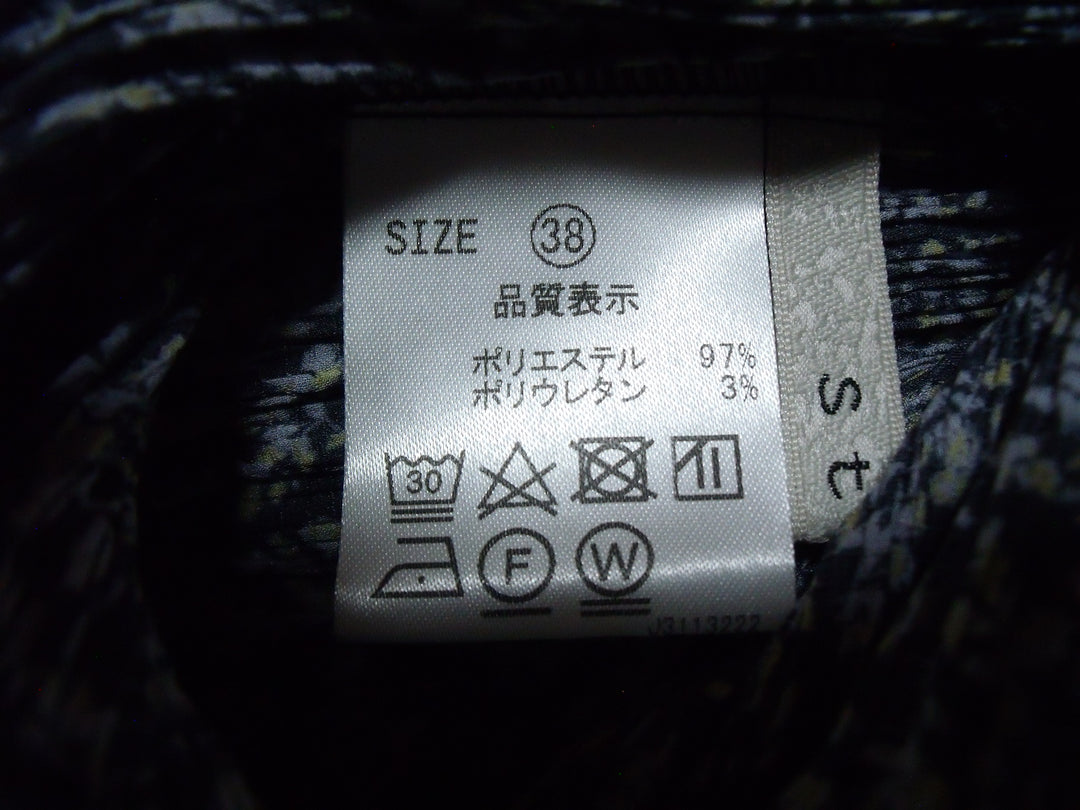 SIZE 38
品質表示
ポリエステル 97%
ポリウレタン 3%
30
F W
J3113222
St